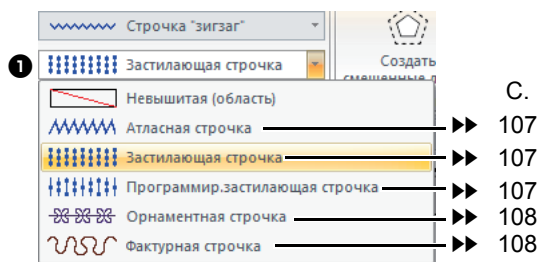 Строчка "зигзаг"
❶ Застилающая строчка
Создать
смещенные л
С.
Невышитая (область)
Атласная строчка ▶▶ 107
Застилающая строчка ▶▶ 107
Программир.застилающая строчка ▶▶ 107
Орнаментная строчка ▶▶ 108
Фактурная строчка ▶▶ 108